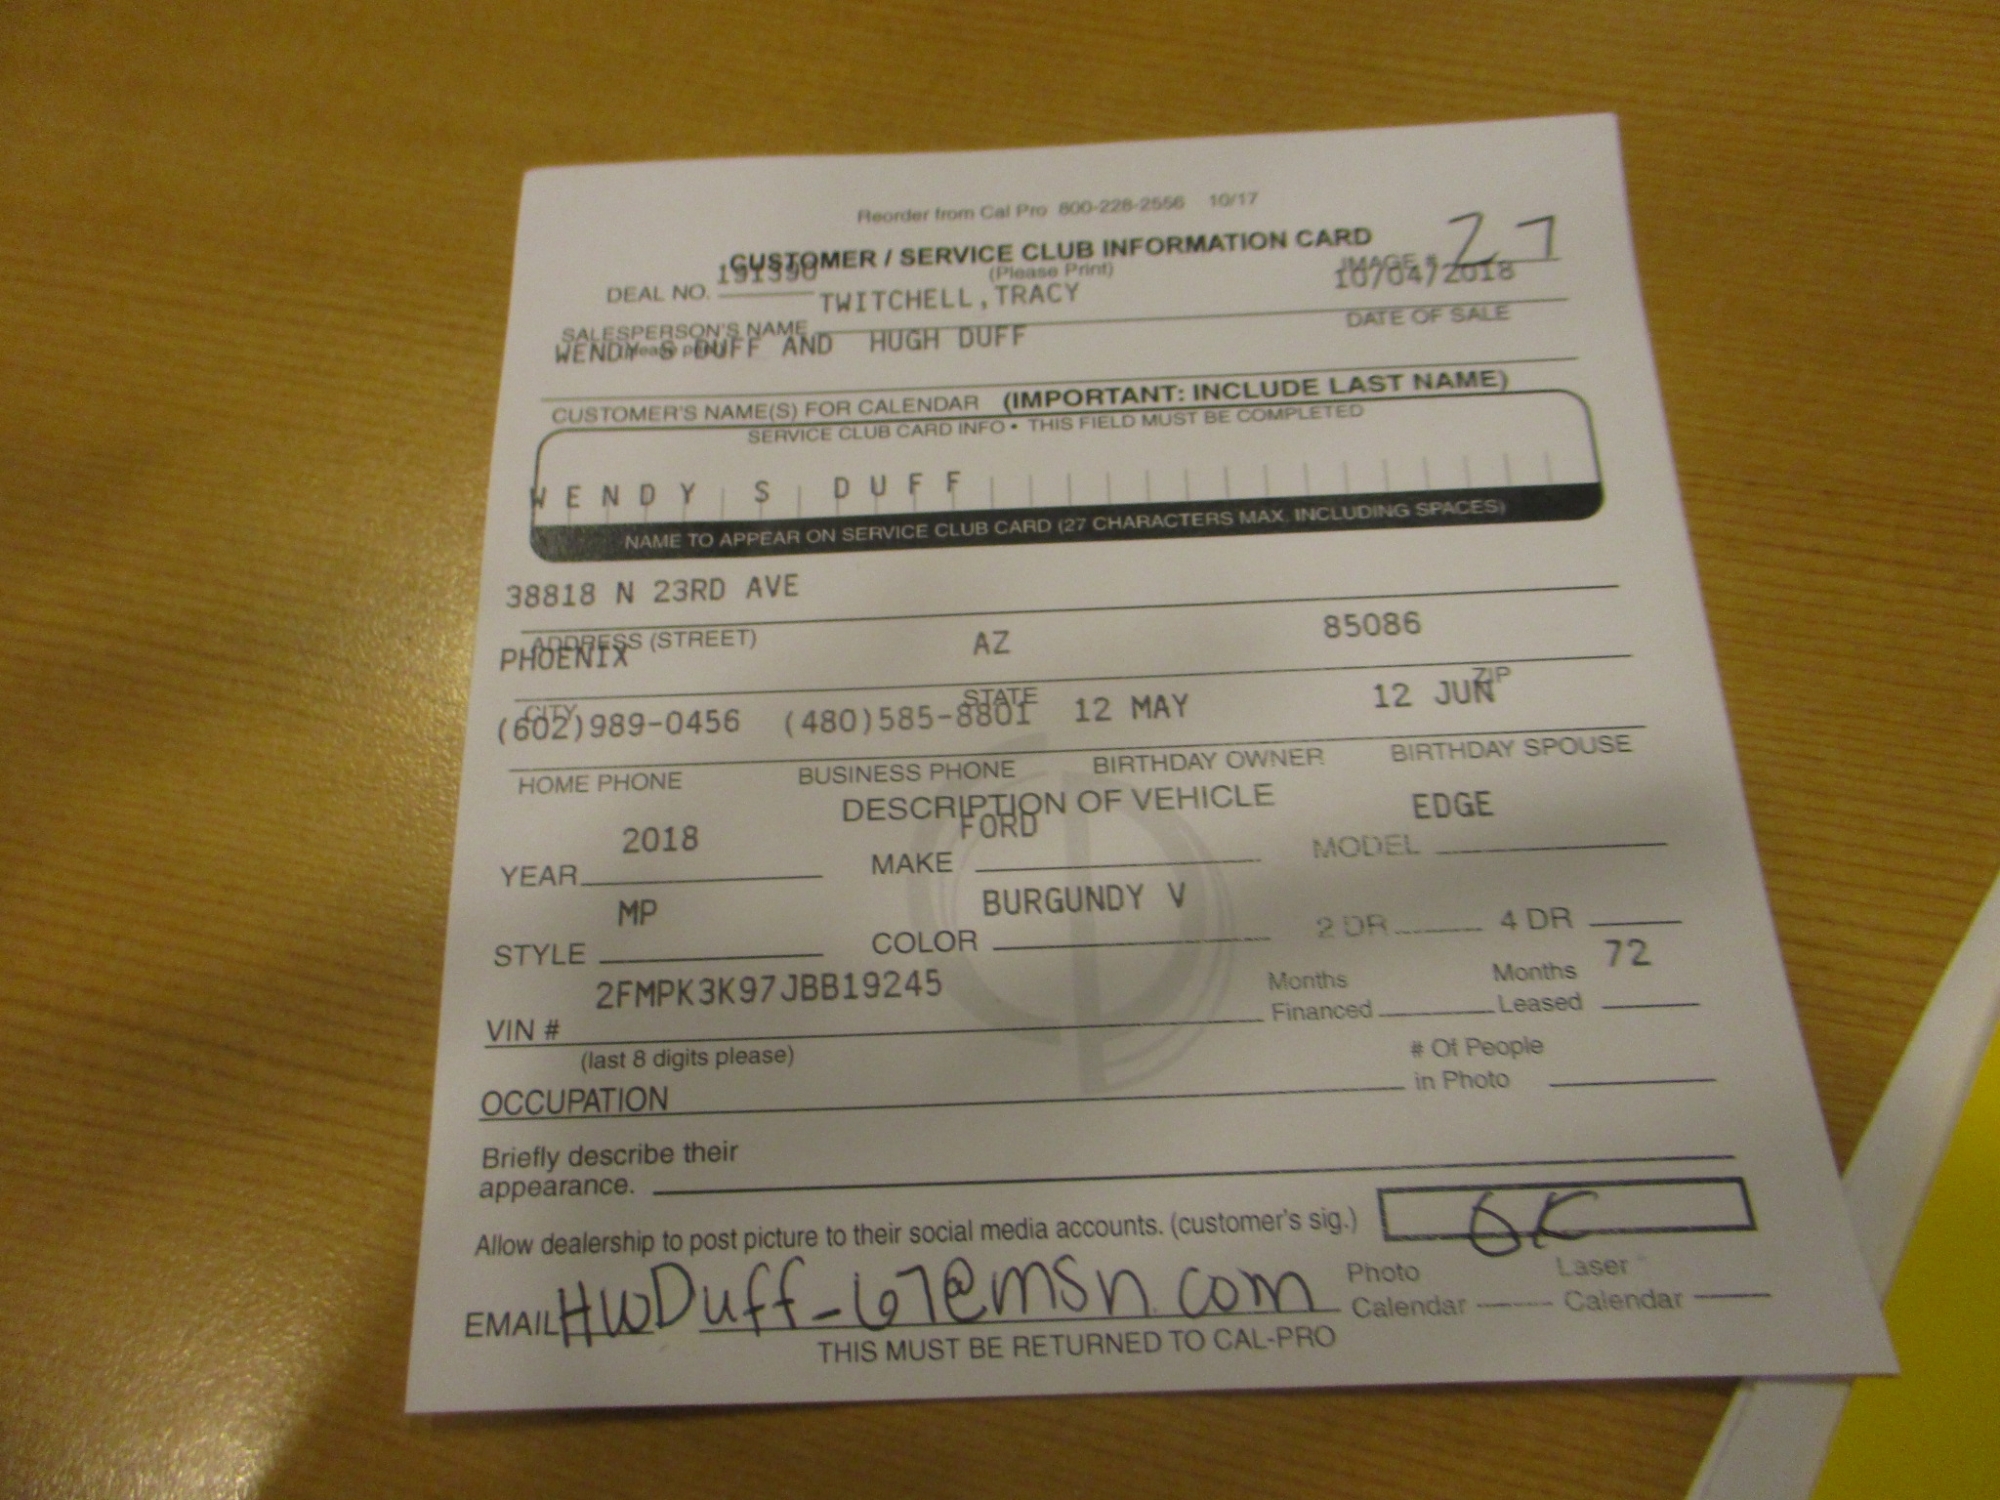 Reorder from Cal Pro 800-228-2556 10/17
CUSTOMER / SERVICE CLUB INFORMATION CARD
(Please Print)
IMAGE # 27
DEAL NO. 191390
10/04/2018
TWITCHELL, TRACY
SALESPERSON'S NAME
DATE OF SALE
(Please print)
WENDY S DUFF AND HUGH DUFF
CUSTOMER'S NAME(S) FOR CALENDAR (IMPORTANT: INCLUDE LAST NAME)
SERVICE CLUB CARD INFO • THIS FIELD MUST BE COMPLETED
WENDY S DUFF
NAME TO APPEAR ON SERVICE CLUB CARD (27 CHARACTERS MAX. INCLUDING SPACES)
38818 N 23RD AVE
ADDRESS (STREET)
PHOENIX AZ 85086
CITY STATE ZIP
(602)989-0456 (480)585-8801 12 MAY 12 JUN
HOME PHONE BUSINESS PHONE BIRTHDAY OWNER BIRTHDAY SPOUSE
DESCRIPTION OF VEHICLE
2018 FORD EDGE
YEAR MAKE MODEL
MP BURGUNDY V
STYLE COLOR 2 DR. 4 DR
2FMPK3K97JBB19245 72
VIN # Months Financed Months Leased
(last 8 digits please)
OCCUPATION # Of People in Photo
Briefly describe their
appearance.
Allow dealership to post picture to their social media accounts. (customer's sig.) OK
EMAIL HWDuff_67@msn.com Photo Calendar Laser Calendar
THIS MUST BE RETURNED TO CAL-PRO